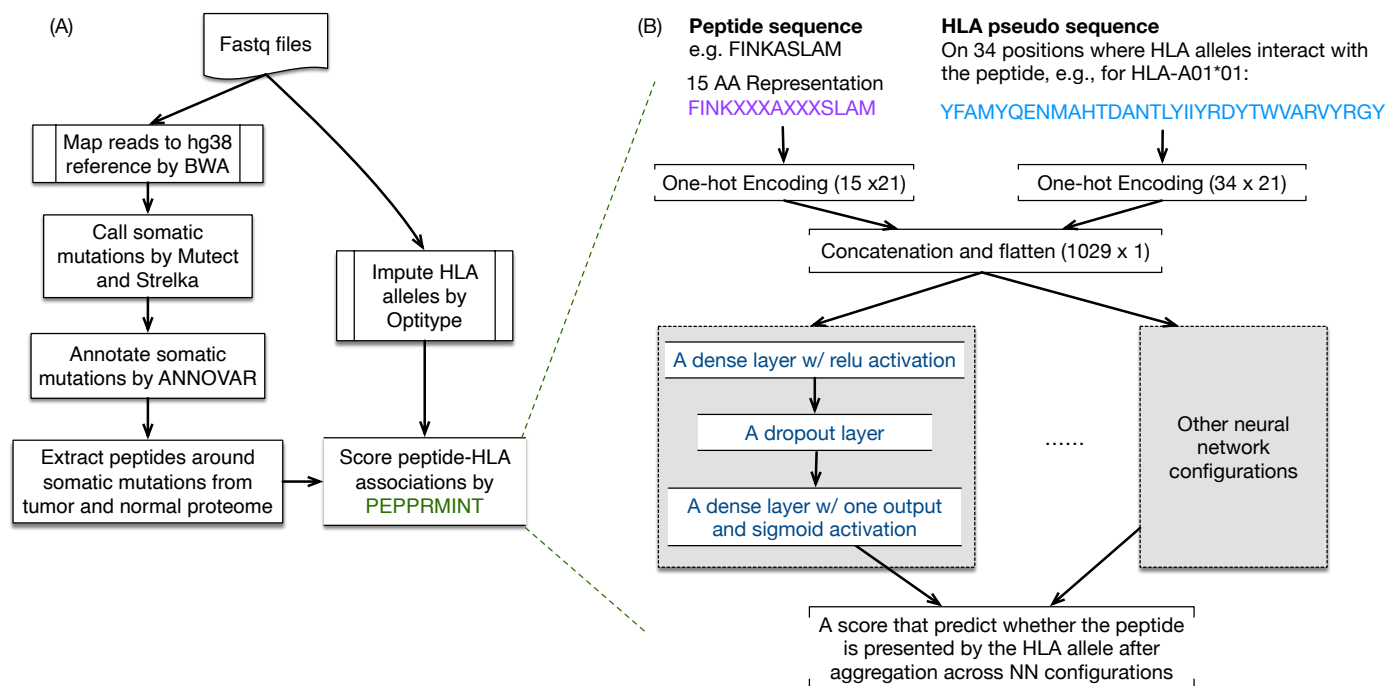 (A)
Fastq files
Map reads to hg38
reference by BWA
Call somatic
mutations by Mutect
and Strelka
Annotate somatic
mutations by ANNOVAR
Extract peptides around
somatic mutations from
tumor and normal proteome
Impute HLA
alleles by
Optitype
Score peptide-HLA
associations by
PEPPRMINT
(B)
Peptide sequence
e.g. FINKASLAM
15 AA Representation
FINKXXXAXXXSLAM
HLA pseudo sequence
On 34 positions where HLA alleles interact with
the peptide, e.g., for HLA-A01*01:
YFAMYQENMAHTDANTLYIIYRDYTWVARVYRGY
One-hot Encoding (15 x21)
One-hot Encoding (34 x 21)
Concatenation and flatten (1029 x 1)
A dense layer w/ relu activation
A dropout layer
A dense layer w/ one output
and sigmoid activation
......
Other neural
network
configurations
A score that predict whether the peptide
is presented by the HLA allele after
aggregation across NN configurations